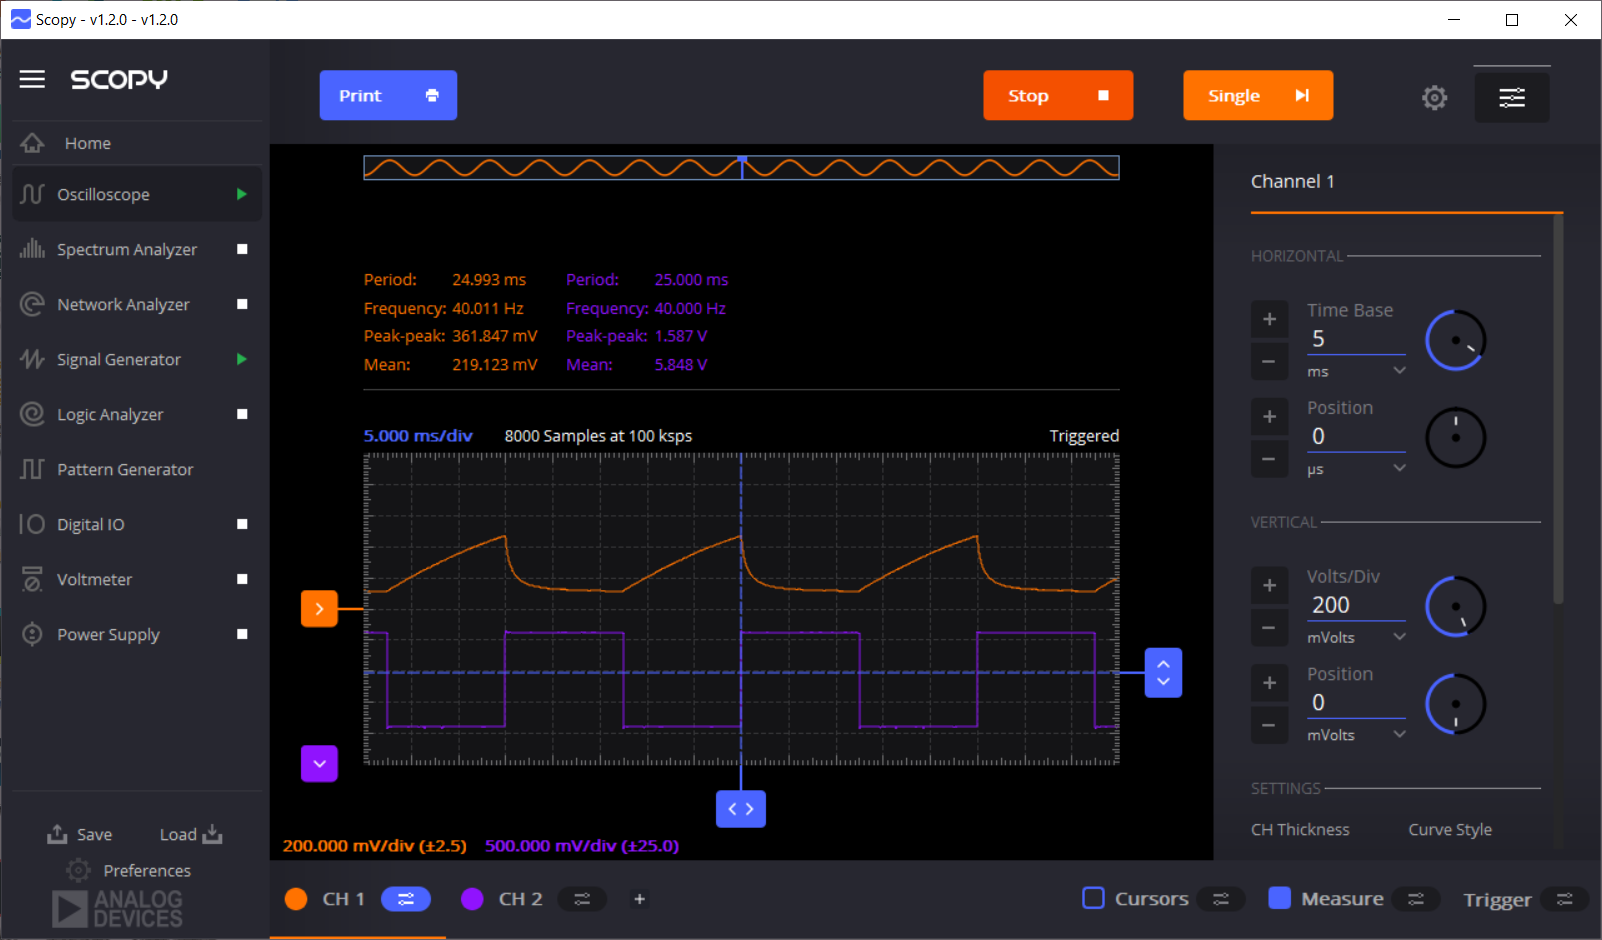 Scopy - v1.2.0 - v1.2.0
SCOPY
Print
Stop
Single
Home
Oscilloscope
Spectrum Analyzer
Network Analyzer
Signal Generator
Logic Analyzer
Pattern Generator
Digital IO
Voltmeter
Power Supply
Save
Load
Preferences
ANALOG
DEVICES
Period: 24.993 ms Period: 25.000 ms
Frequency: 40.011 Hz Frequency: 40.000 Hz
Peak-peak: 361.847 mV Peak-peak: 1.587 V
Mean: 219.123 mV Mean: 5.848 V
5.000 ms/div 8000 Samples at 100 ksps Triggered
200.000 mV/div (±2.5) 500.000 mV/div (±25.0)
CH 1 CH 2 + Cursors Measure Trigger
Channel 1
HORIZONTAL
Time Base
+ 5
- ms
Position
+ 0
- µs
VERTICAL
Volts/Div
+ 200
- mVolts
Position
+ 0
- mVolts
SETTINGS
CH Thickness Curve Style